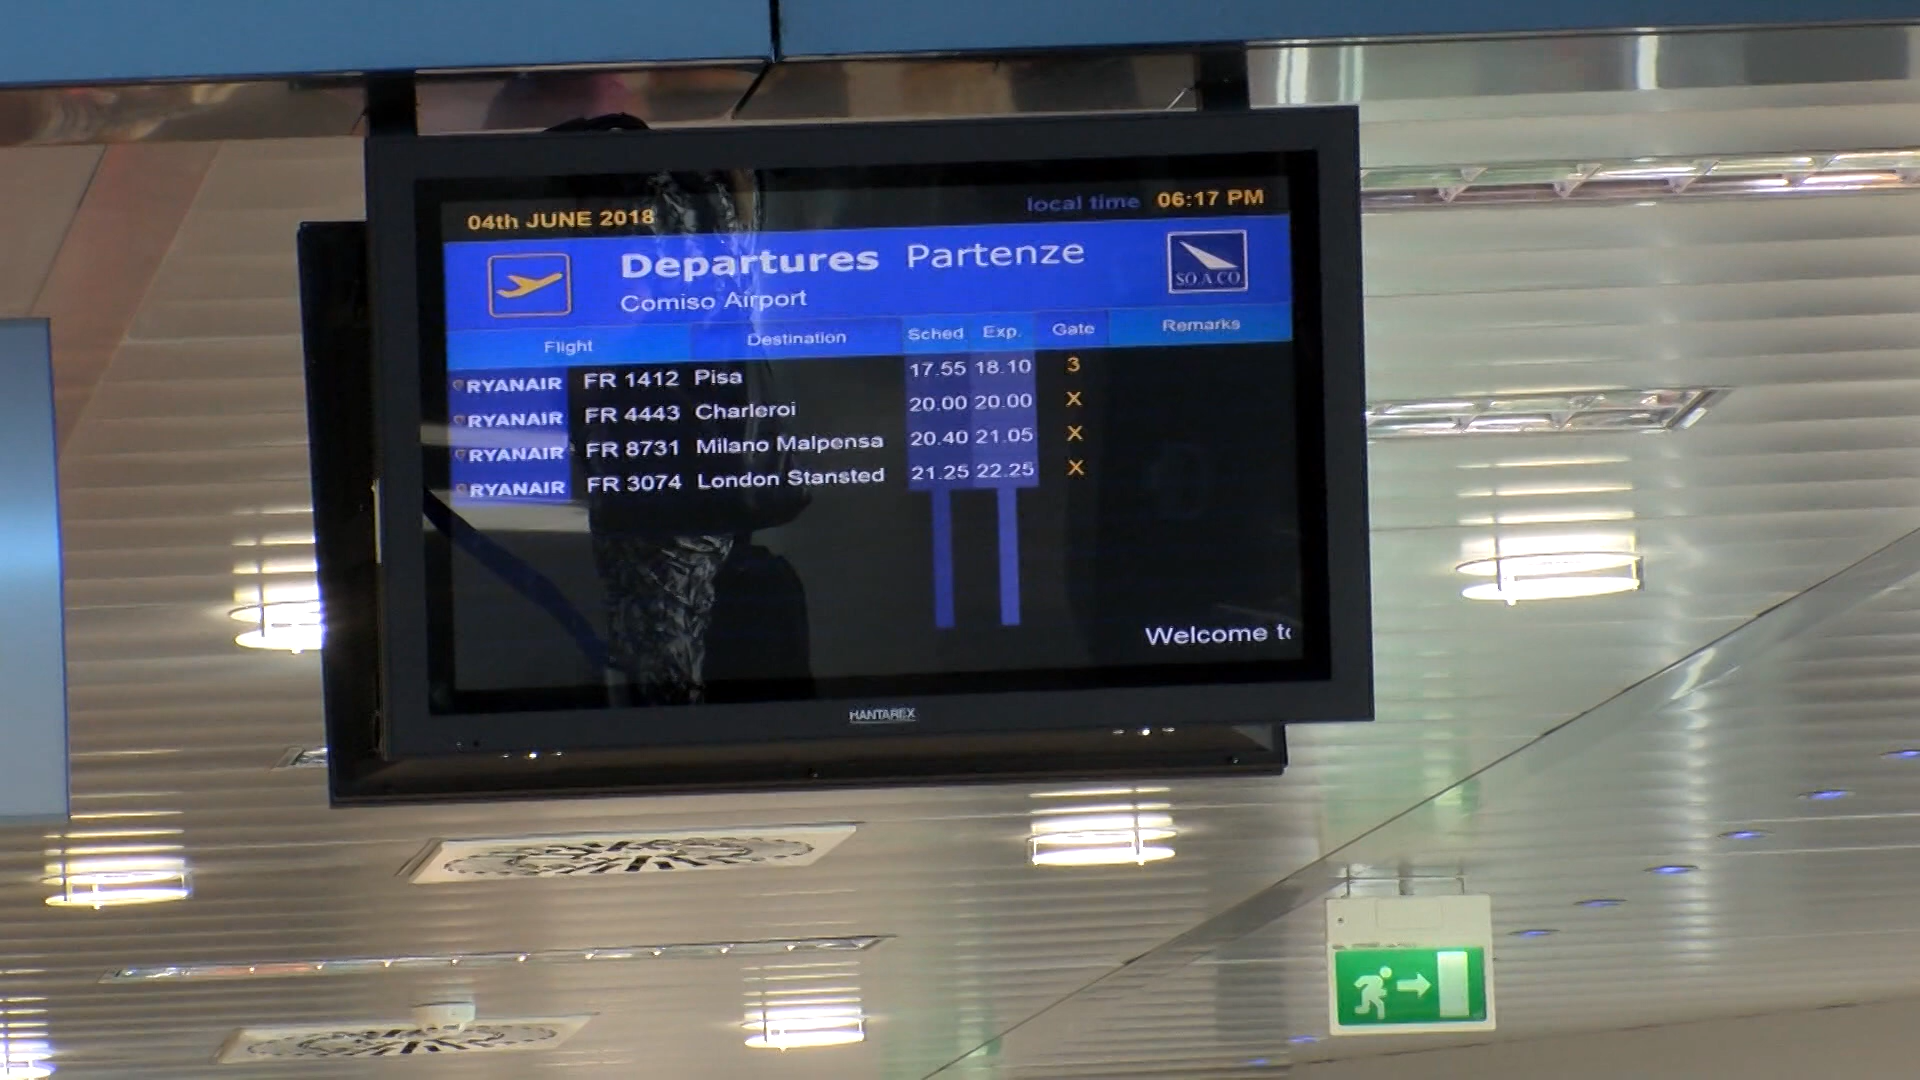 04th JUNE 2018 local time 06:17 PM
Departures Partenze
Comiso Airport
SO.A.CO
Flight Destination Sched Exp. Gate Remarks
RYANAIR FR 1412 Pisa 17.55 18.10 3
RYANAIR FR 4443 Charleroi 20.00 20.00 X
RYANAIR FR 8731 Milano Malpensa 20.40 21.05 X
RYANAIR FR 3074 London Stansted 21.25 22.25 X
Welcome to
HANTAREX